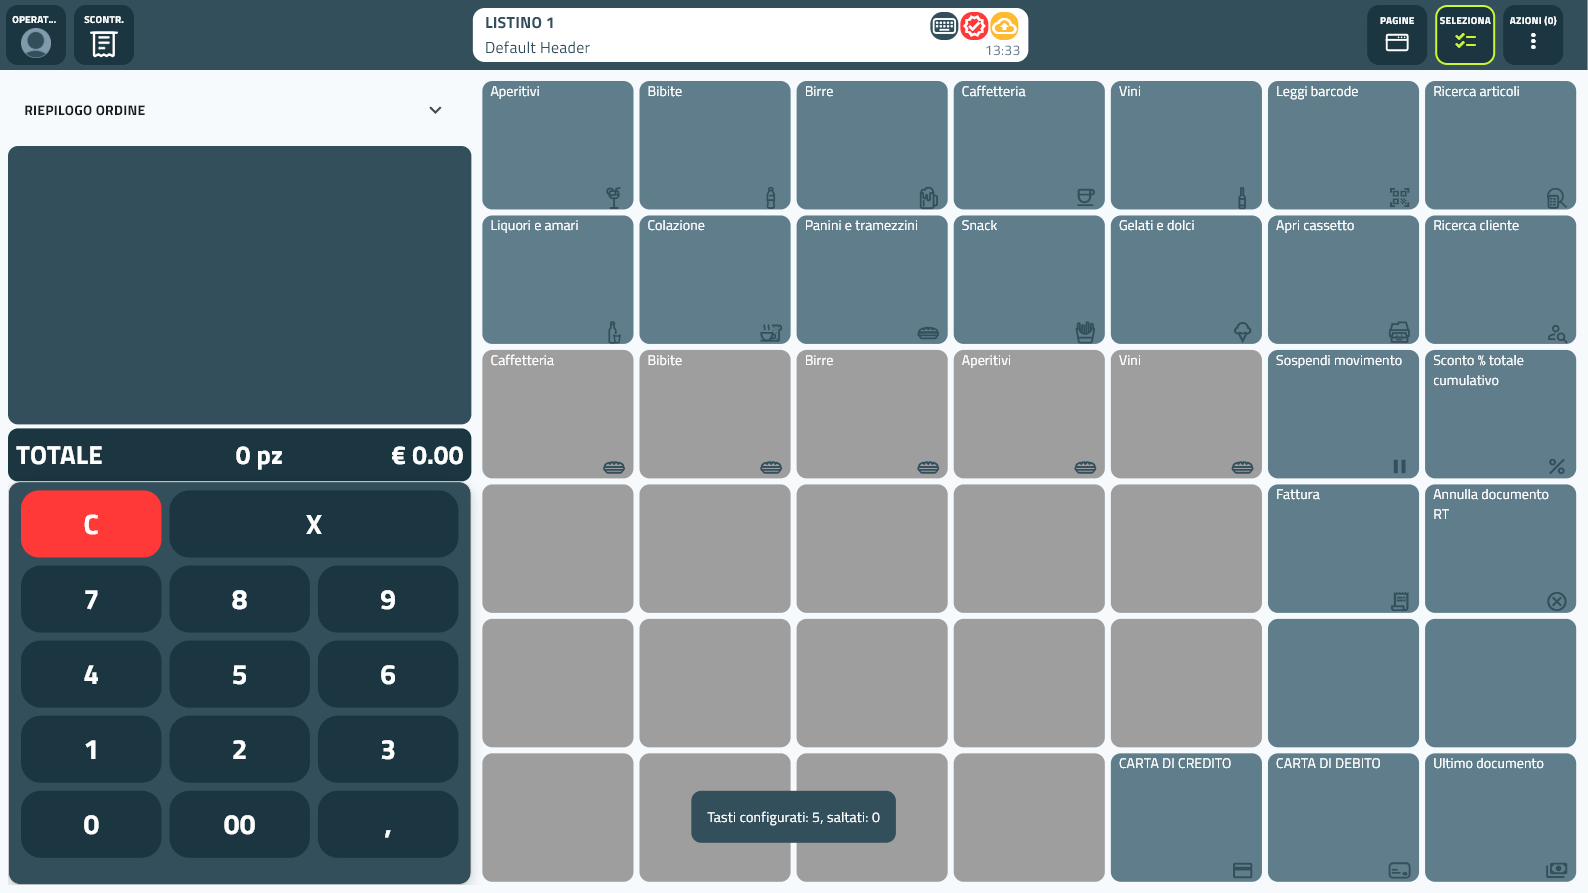 OPERAT...
SCONTR.
LISTINO 1
Default Header
13:33
PAGINE
SELEZIONA
AZIONI (0)
RIEPILOGO ORDINE
TOTALE 0 pz € 0.00
C X
7 8 9
4 5 6
1 2 3
0 00 ,
Aperitivi
Bibite
Birre
Caffetteria
Vini
Leggi barcode
Ricerca articoli
Liquori e amari
Colazione
Panini e tramezzini
Snack
Gelati e dolci
Apri cassetto
Ricerca cliente
Caffetteria
Bibite
Birre
Aperitivi
Vini
Sospendi movimento
Sconto % totale
cumulativo
Fattura
Annulla documento
RT
CARTA DI CREDITO
CARTA DI DEBITO
Ultimo documento
Tasti configurati: 5, saltati: 0